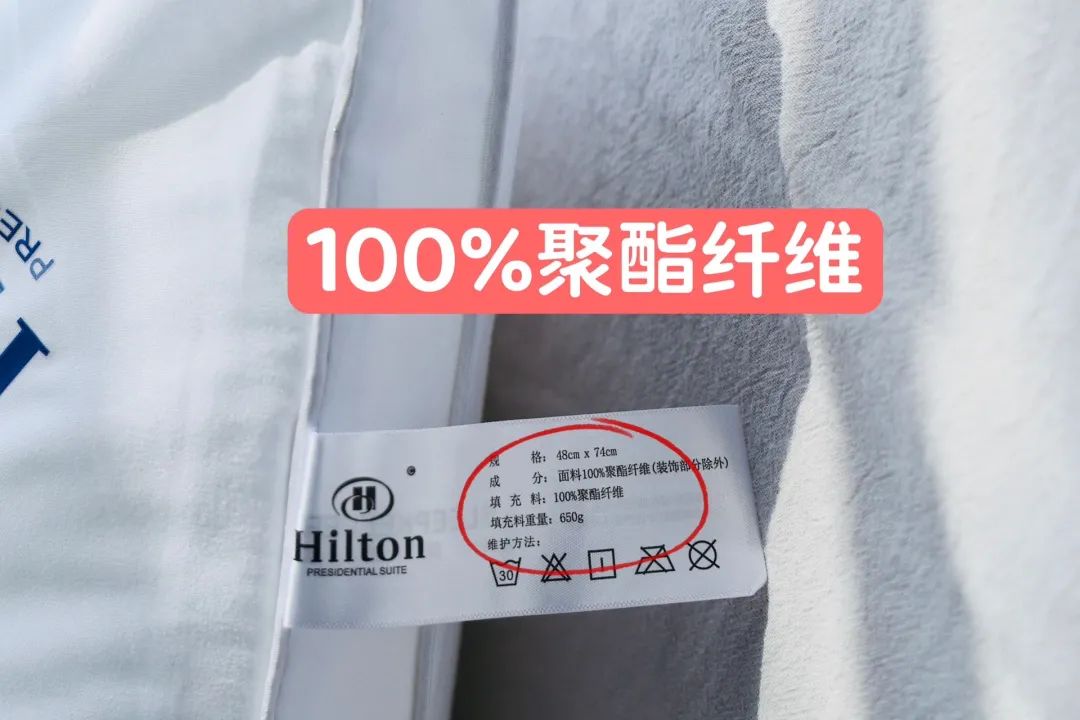 PRE
100%聚酯纤维
规 格：48cm x 74cm
成 分：面料100%聚酯纤维(装饰部分除外)
填 充 料：100%聚酯纤维
填充料重量：650g
维护方法：
30
Hilton
PRESIDENTIAL SUITE